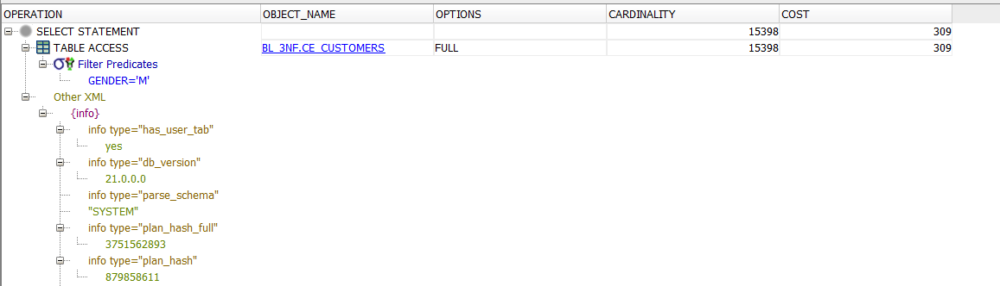 OPERATION OBJECT_NAME OPTIONS CARDINALITY COST
SELECT STATEMENT 15398 309
TABLE ACCESS BL_3NF.CE_CUSTOMERS FULL 15398 309
Filter Predicates
GENDER='M'
Other XML
{info}
info type="has_user_tab"
yes
info type="db_version"
21.0.0.0
info type="parse_schema"
"SYSTEM"
info type="plan_hash_full"
3751562893
info type="plan_hash"
879858611